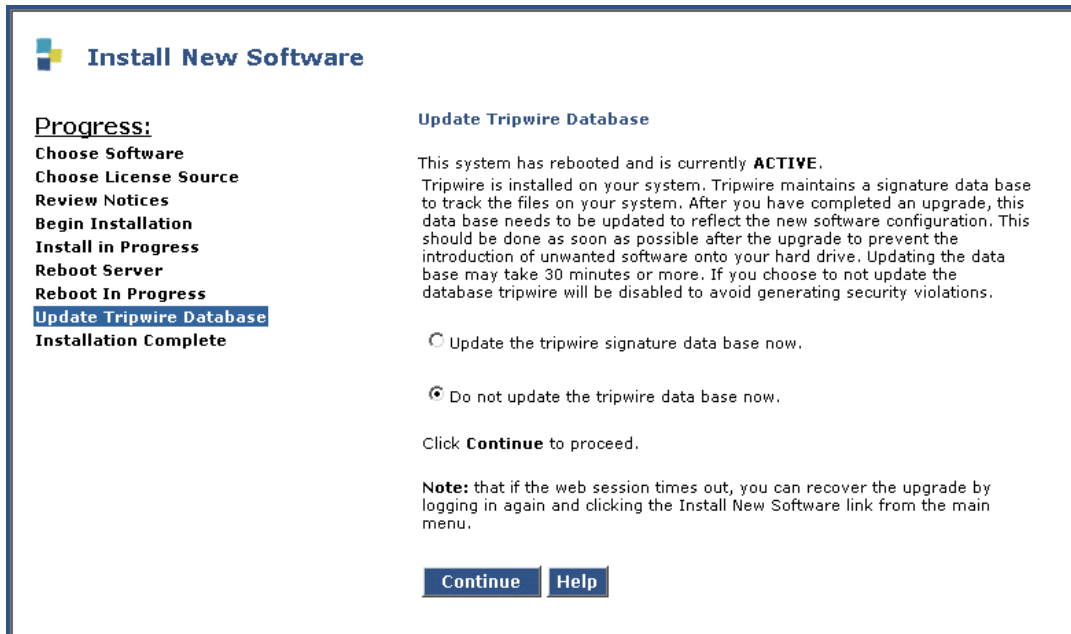 Install New Software
Progress:
Choose Software
Choose License Source
Review Notices
Begin Installation
Install in Progress
Reboot Server
Reboot In Progress
Update Tripwire Database
Installation Complete
Update Tripwire Database
This system has rebooted and is currently ACTIVE.
Tripwire is installed on your system. Tripwire maintains a signature data base
to track the files on your system. After you have completed an upgrade, this
data base needs to be updated to reflect the new software configuration. This
should be done as soon as possible after the upgrade to prevent the
introduction of unwanted software onto your hard drive. Updating the data
base may take 30 minutes or more. If you choose to not update the
database tripwire will be disabled to avoid generating security violations.
Update the tripwire signature data base now.
Do not update the tripwire data base now.
Click Continue to proceed.
Note: that if the web session times out, you can recover the upgrade by
logging in again and clicking the Install New Software link from the main
menu.
Continue Help